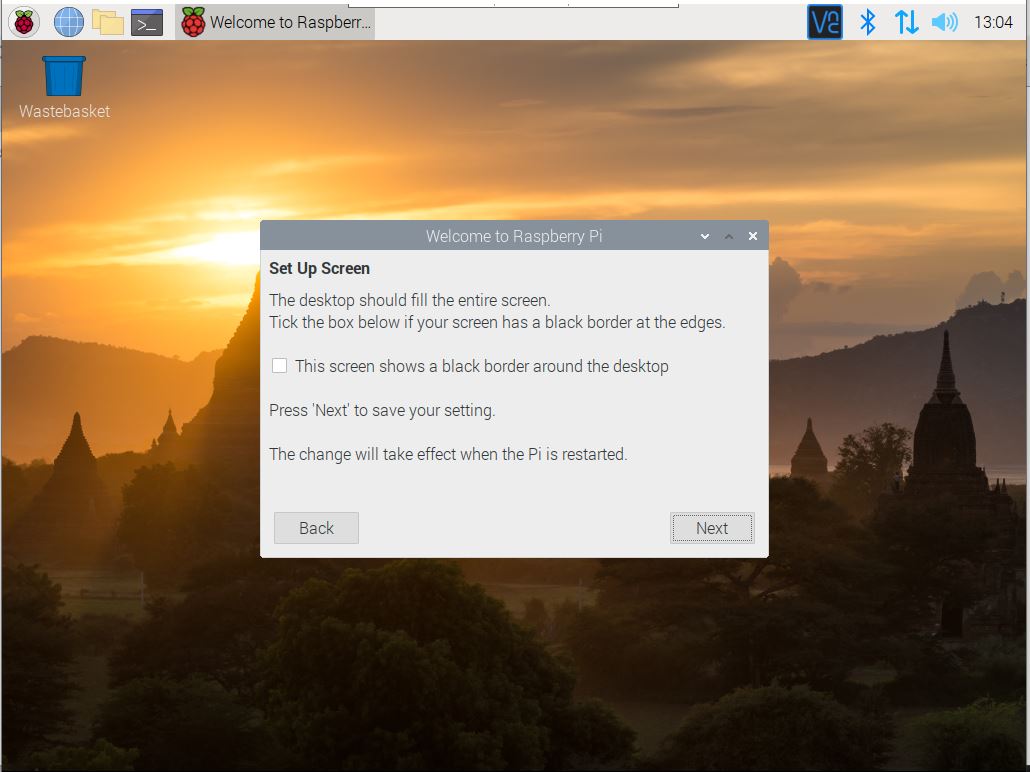 Welcome to Raspberr...
VNC
13:04
Wastebasket
Welcome to Raspberry Pi
Set Up Screen
The desktop should fill the entire screen.
Tick the box below if your screen has a black border at the edges.
This screen shows a black border around the desktop
Press 'Next' to save your setting.
The change will take effect when the Pi is restarted.
Back
Next